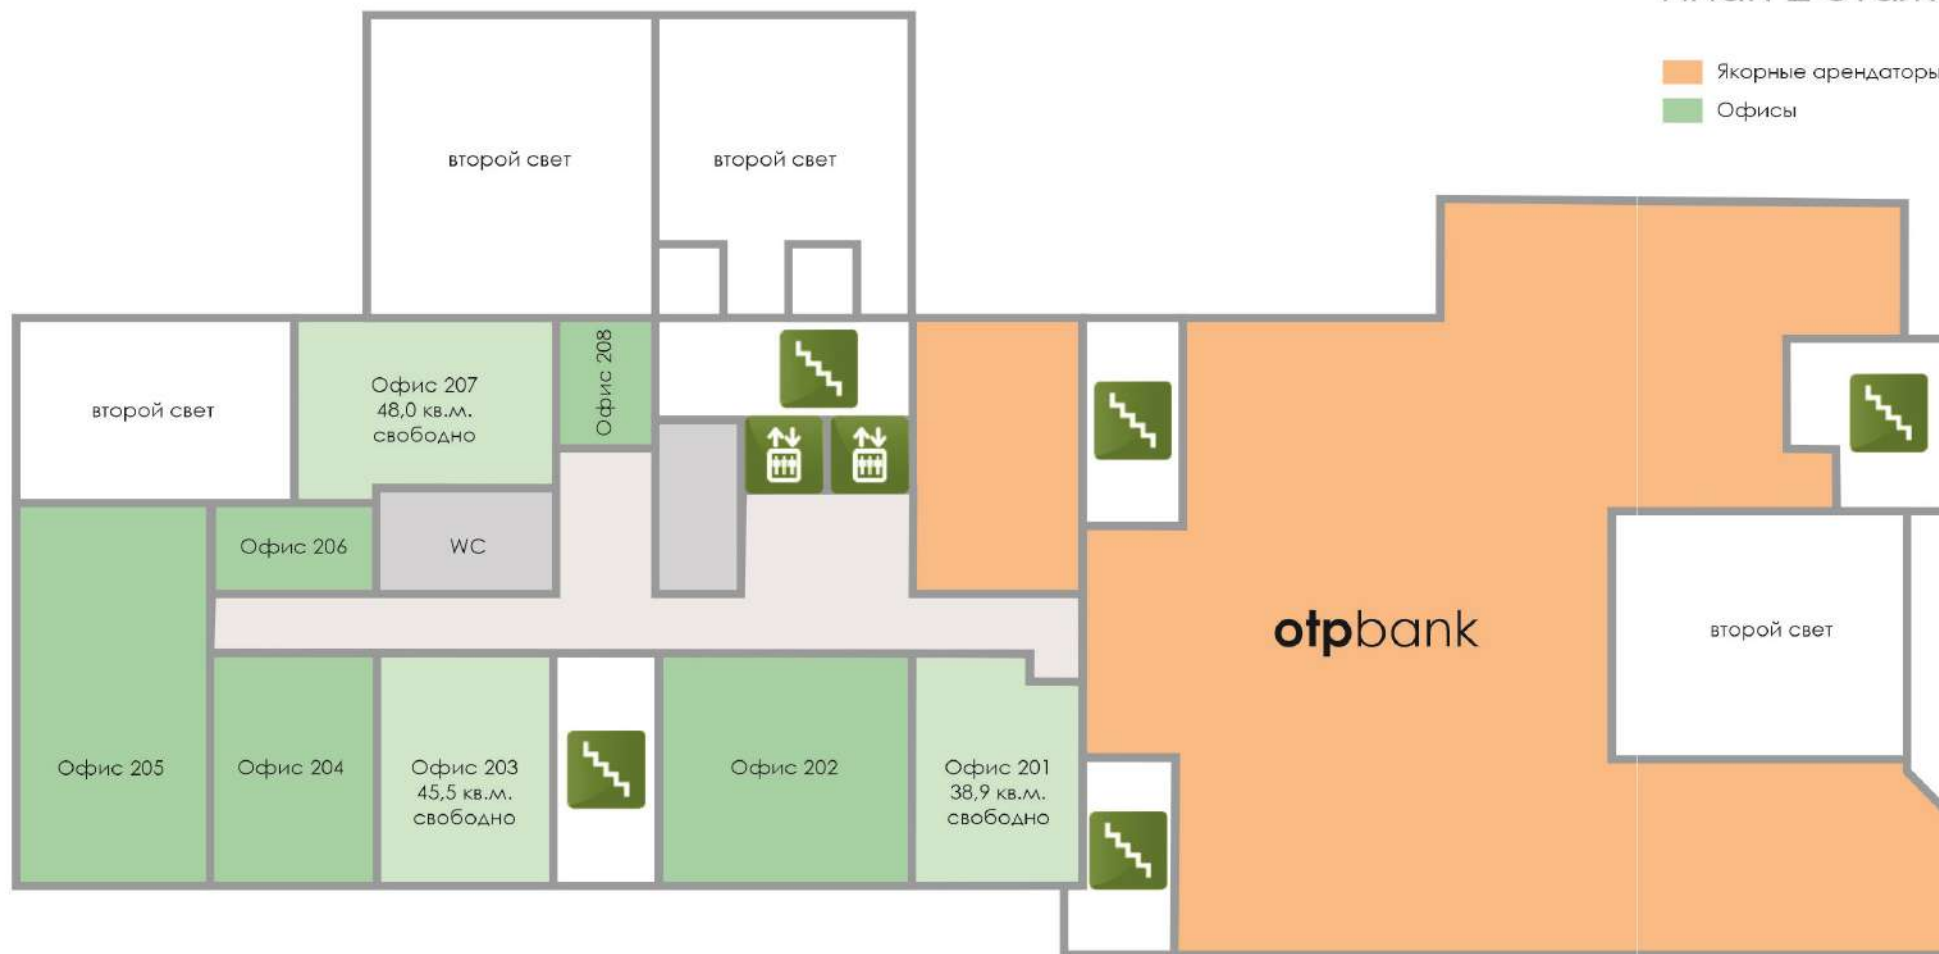 Якорные арендаторы
Офисы
второй свет
второй свет
второй свет
Офис 207
48,0 кв.м.
свободно
Офис 208
Офис 206
WC
otpbank
второй свет
Офис 205
Офис 204
Офис 203
45,5 кв.м.
свободно
Офис 202
Офис 201
38,9 кв.м.
свободно